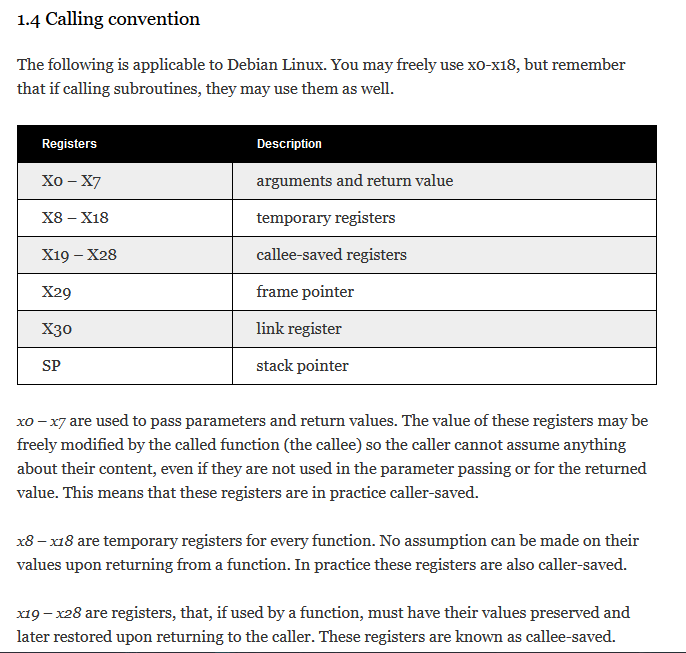 1.4 Calling convention
The following is applicable to Debian Linux. You may freely use x0-x18, but remember
that if calling subroutines, they may use them as well.
Registers Description
X0 – X7 arguments and return value
X8 – X18 temporary registers
X19 – X28 callee-saved registers
X29 frame pointer
X30 link register
SP stack pointer
x0 – x7 are used to pass parameters and return values. The value of these registers may be
freely modified by the called function (the callee) so the caller cannot assume anything
about their content, even if they are not used in the parameter passing or for the returned
value. This means that these registers are in practice caller-saved.
x8 – x18 are temporary registers for every function. No assumption can be made on their
values upon returning from a function. In practice these registers are also caller-saved.
x19 – x28 are registers, that, if used by a function, must have their values preserved and
later restored upon returning to the caller. These registers are known as callee-saved.